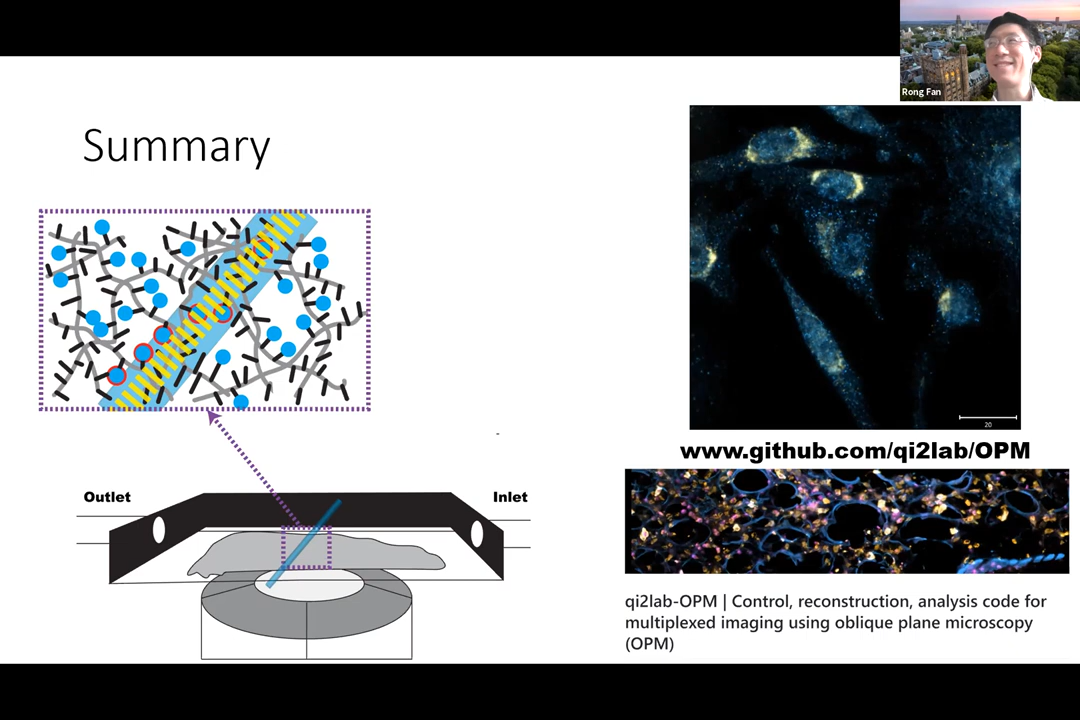 Rong Fan
Summary
Outlet
Inlet
20
www.github.com/qi2lab/OPM
qi2lab-OPM | Control, reconstruction, analysis code for
multiplexed imaging using oblique plane microscopy
(OPM)